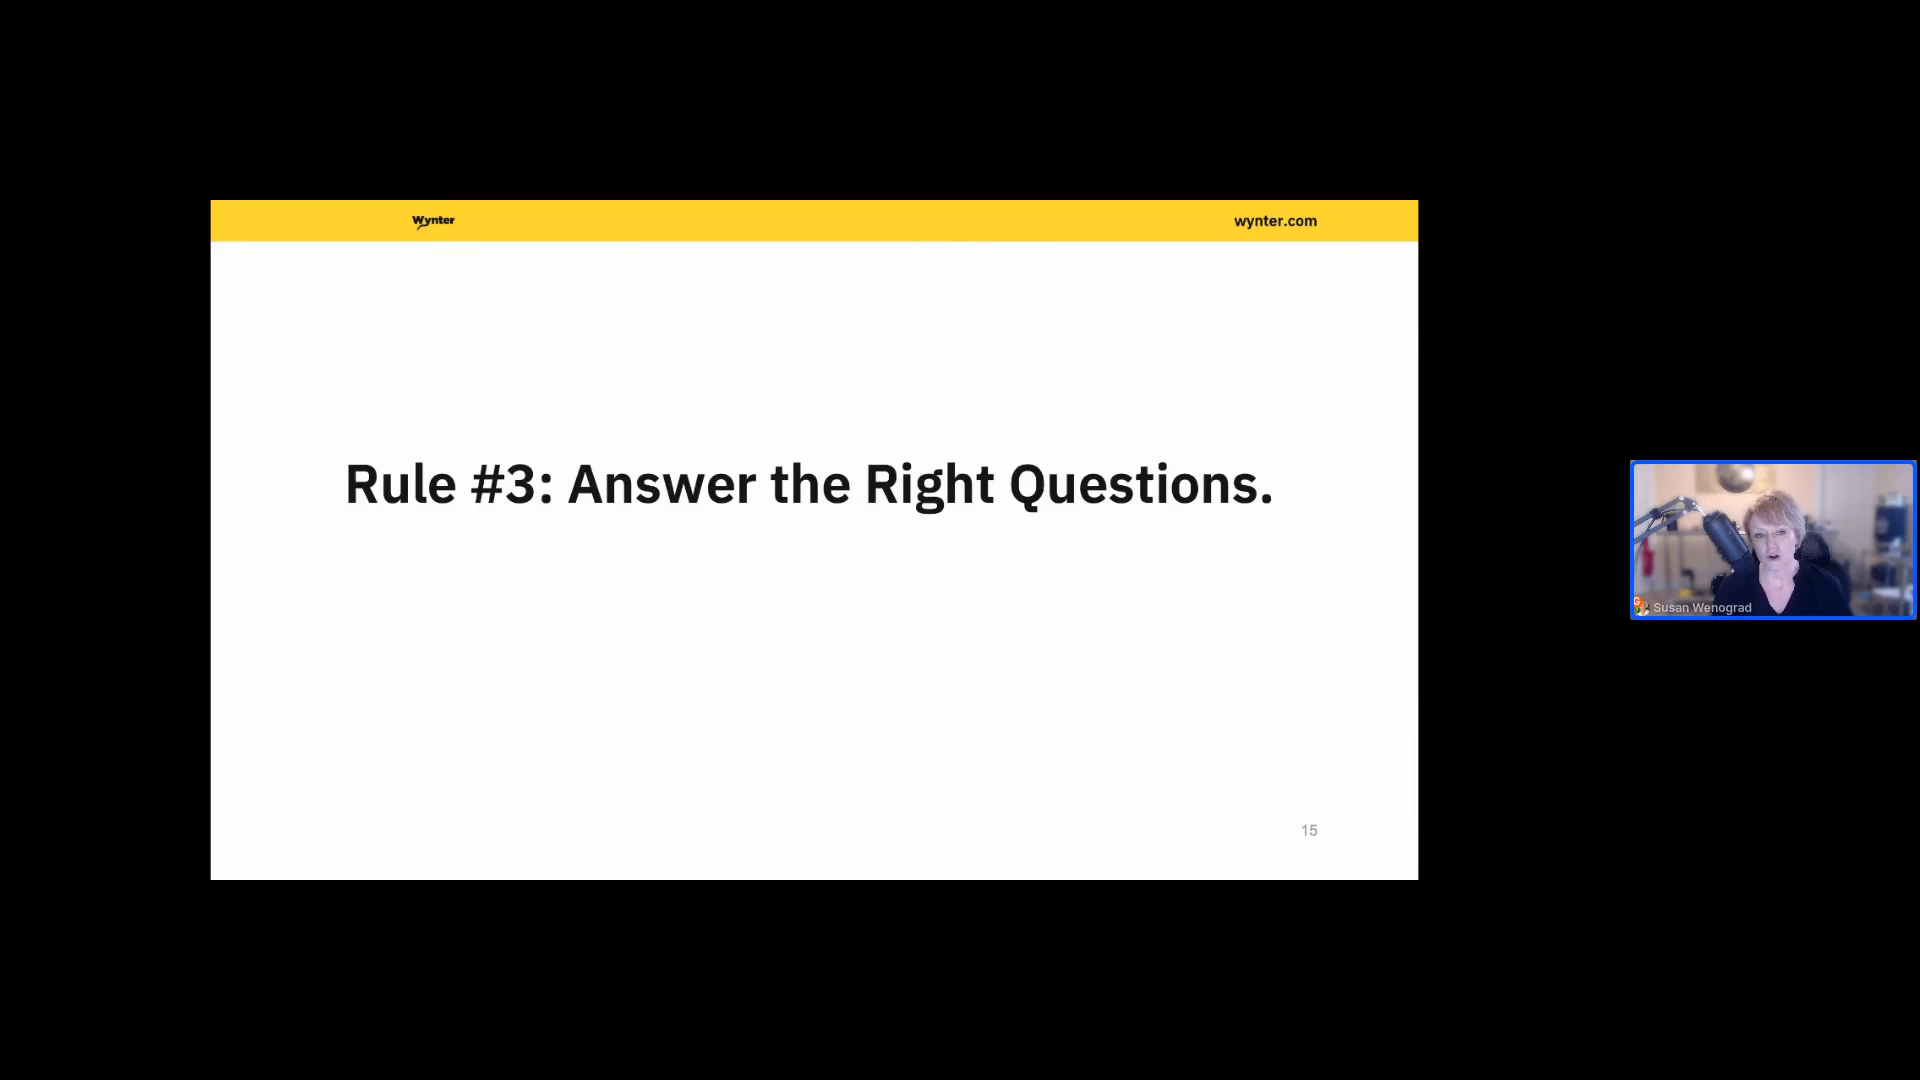 Wynter
wynter.com
Rule #3: Answer the Right Questions.
15
Susan Wenograd